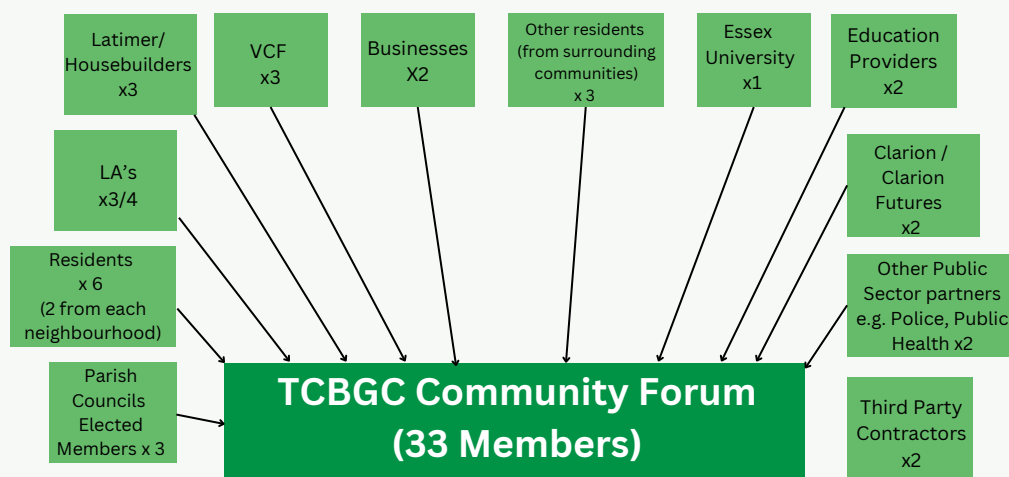 Latimer/
Housebuilders
x3
VCF
x3
Businesses
X2
Other residents
(from surrounding
communities)
x 3
Essex
University
x1
Education
Providers
x2
LA's
x3/4
Clarion /
Clarion
Futures
x2
Residents
x 6
(2 from each
neighbourhood)
Other Public
Sector partners
e.g. Police, Public
Health x2
Parish
Councils
Elected
Members x 3
TCBGC Community Forum
(33 Members)
Third Party
Contractors
x2